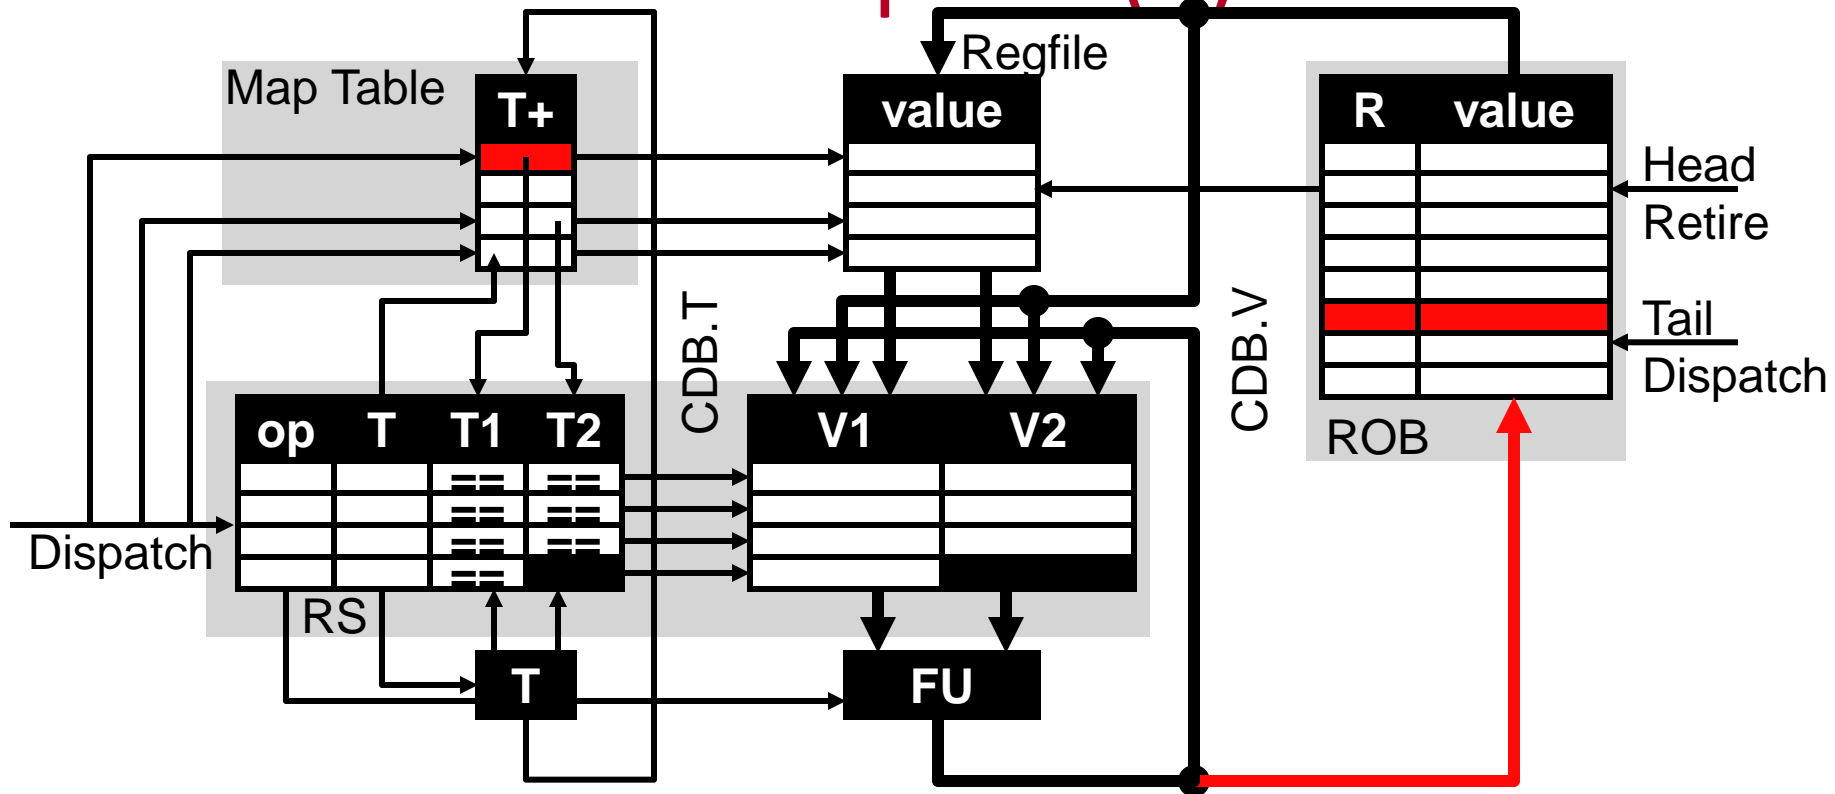 Regfile
Map Table
T+
value
R value
Head
Retire
Tail
Dispatch
CDB.T
CDB.V
ROB
op T T1 T2
V1 V2
== ==
== ==
== ==
==
Dispatch
RS
T
FU